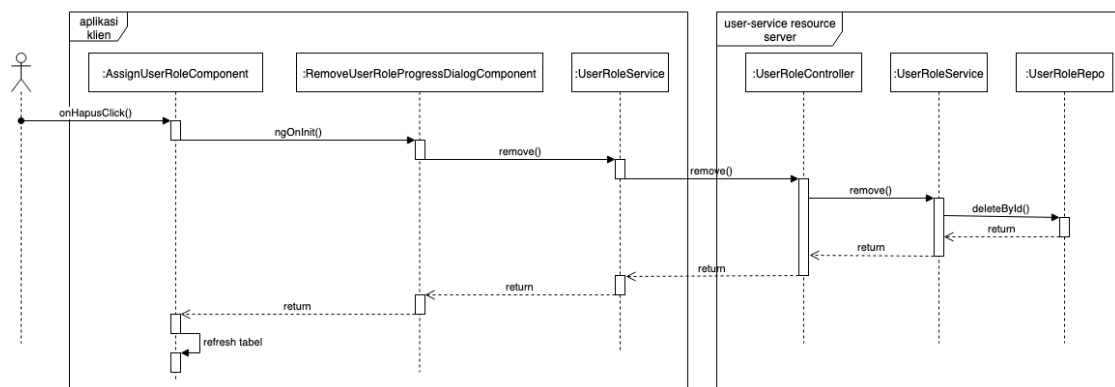 aplikasi
klien
user-service resource
server
:AssignUserRoleComponent
:RemoveUserRoleProgressDialogComponent
:UserRoleService
:UserRoleController
:UserRoleService
:UserRoleRepo
onHapusClick()
ngOnInit()
remove()
remove()
remove()
deleteById()
return
return
return
return
return
refresh tabel